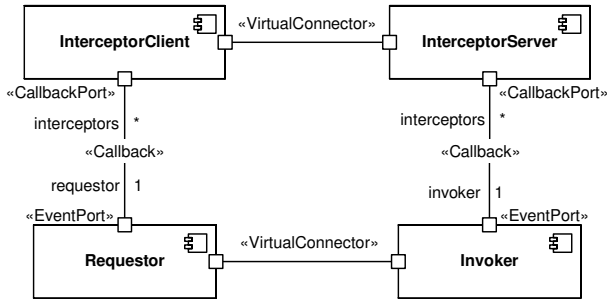 «VirtualConnector»
InterceptorClient
InterceptorServer
«CallbackPort»
«CallbackPort»
interceptors *
interceptors *
«Callback»
«Callback»
requestor 1
invoker 1
«EventPort»
«EventPort»
«VirtualConnector»
Requestor
Invoker